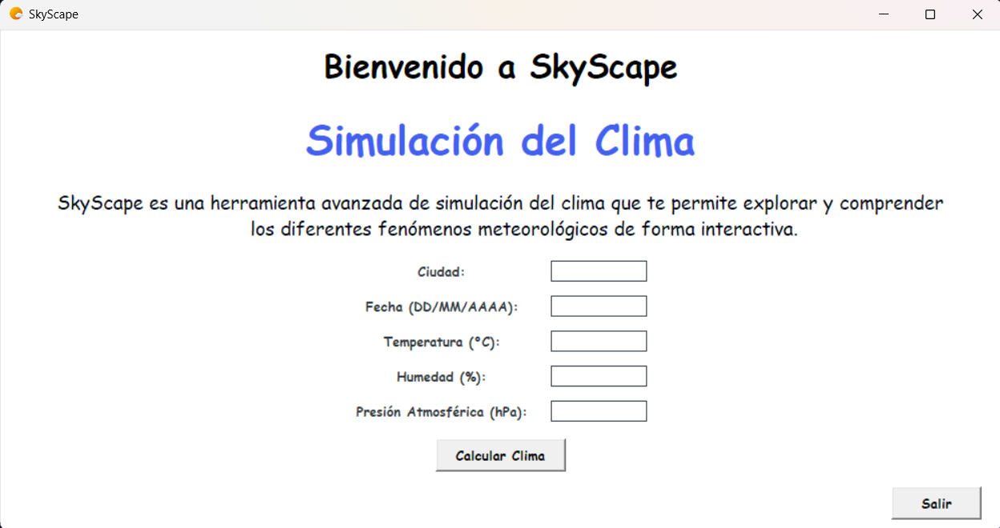 SkyScape
Bienvenido a SkyScape
Simulación del Clima
SkyScape es una herramienta avanzada de simulación del clima que te permite explorar y comprender
los diferentes fenómenos meteorológicos de forma interactiva.
Ciudad:
Fecha (DD/MM/AAAA):
Temperatura (°C):
Humedad (%):
Presión Atmosférica (hPa):
Calcular Clima
Salir